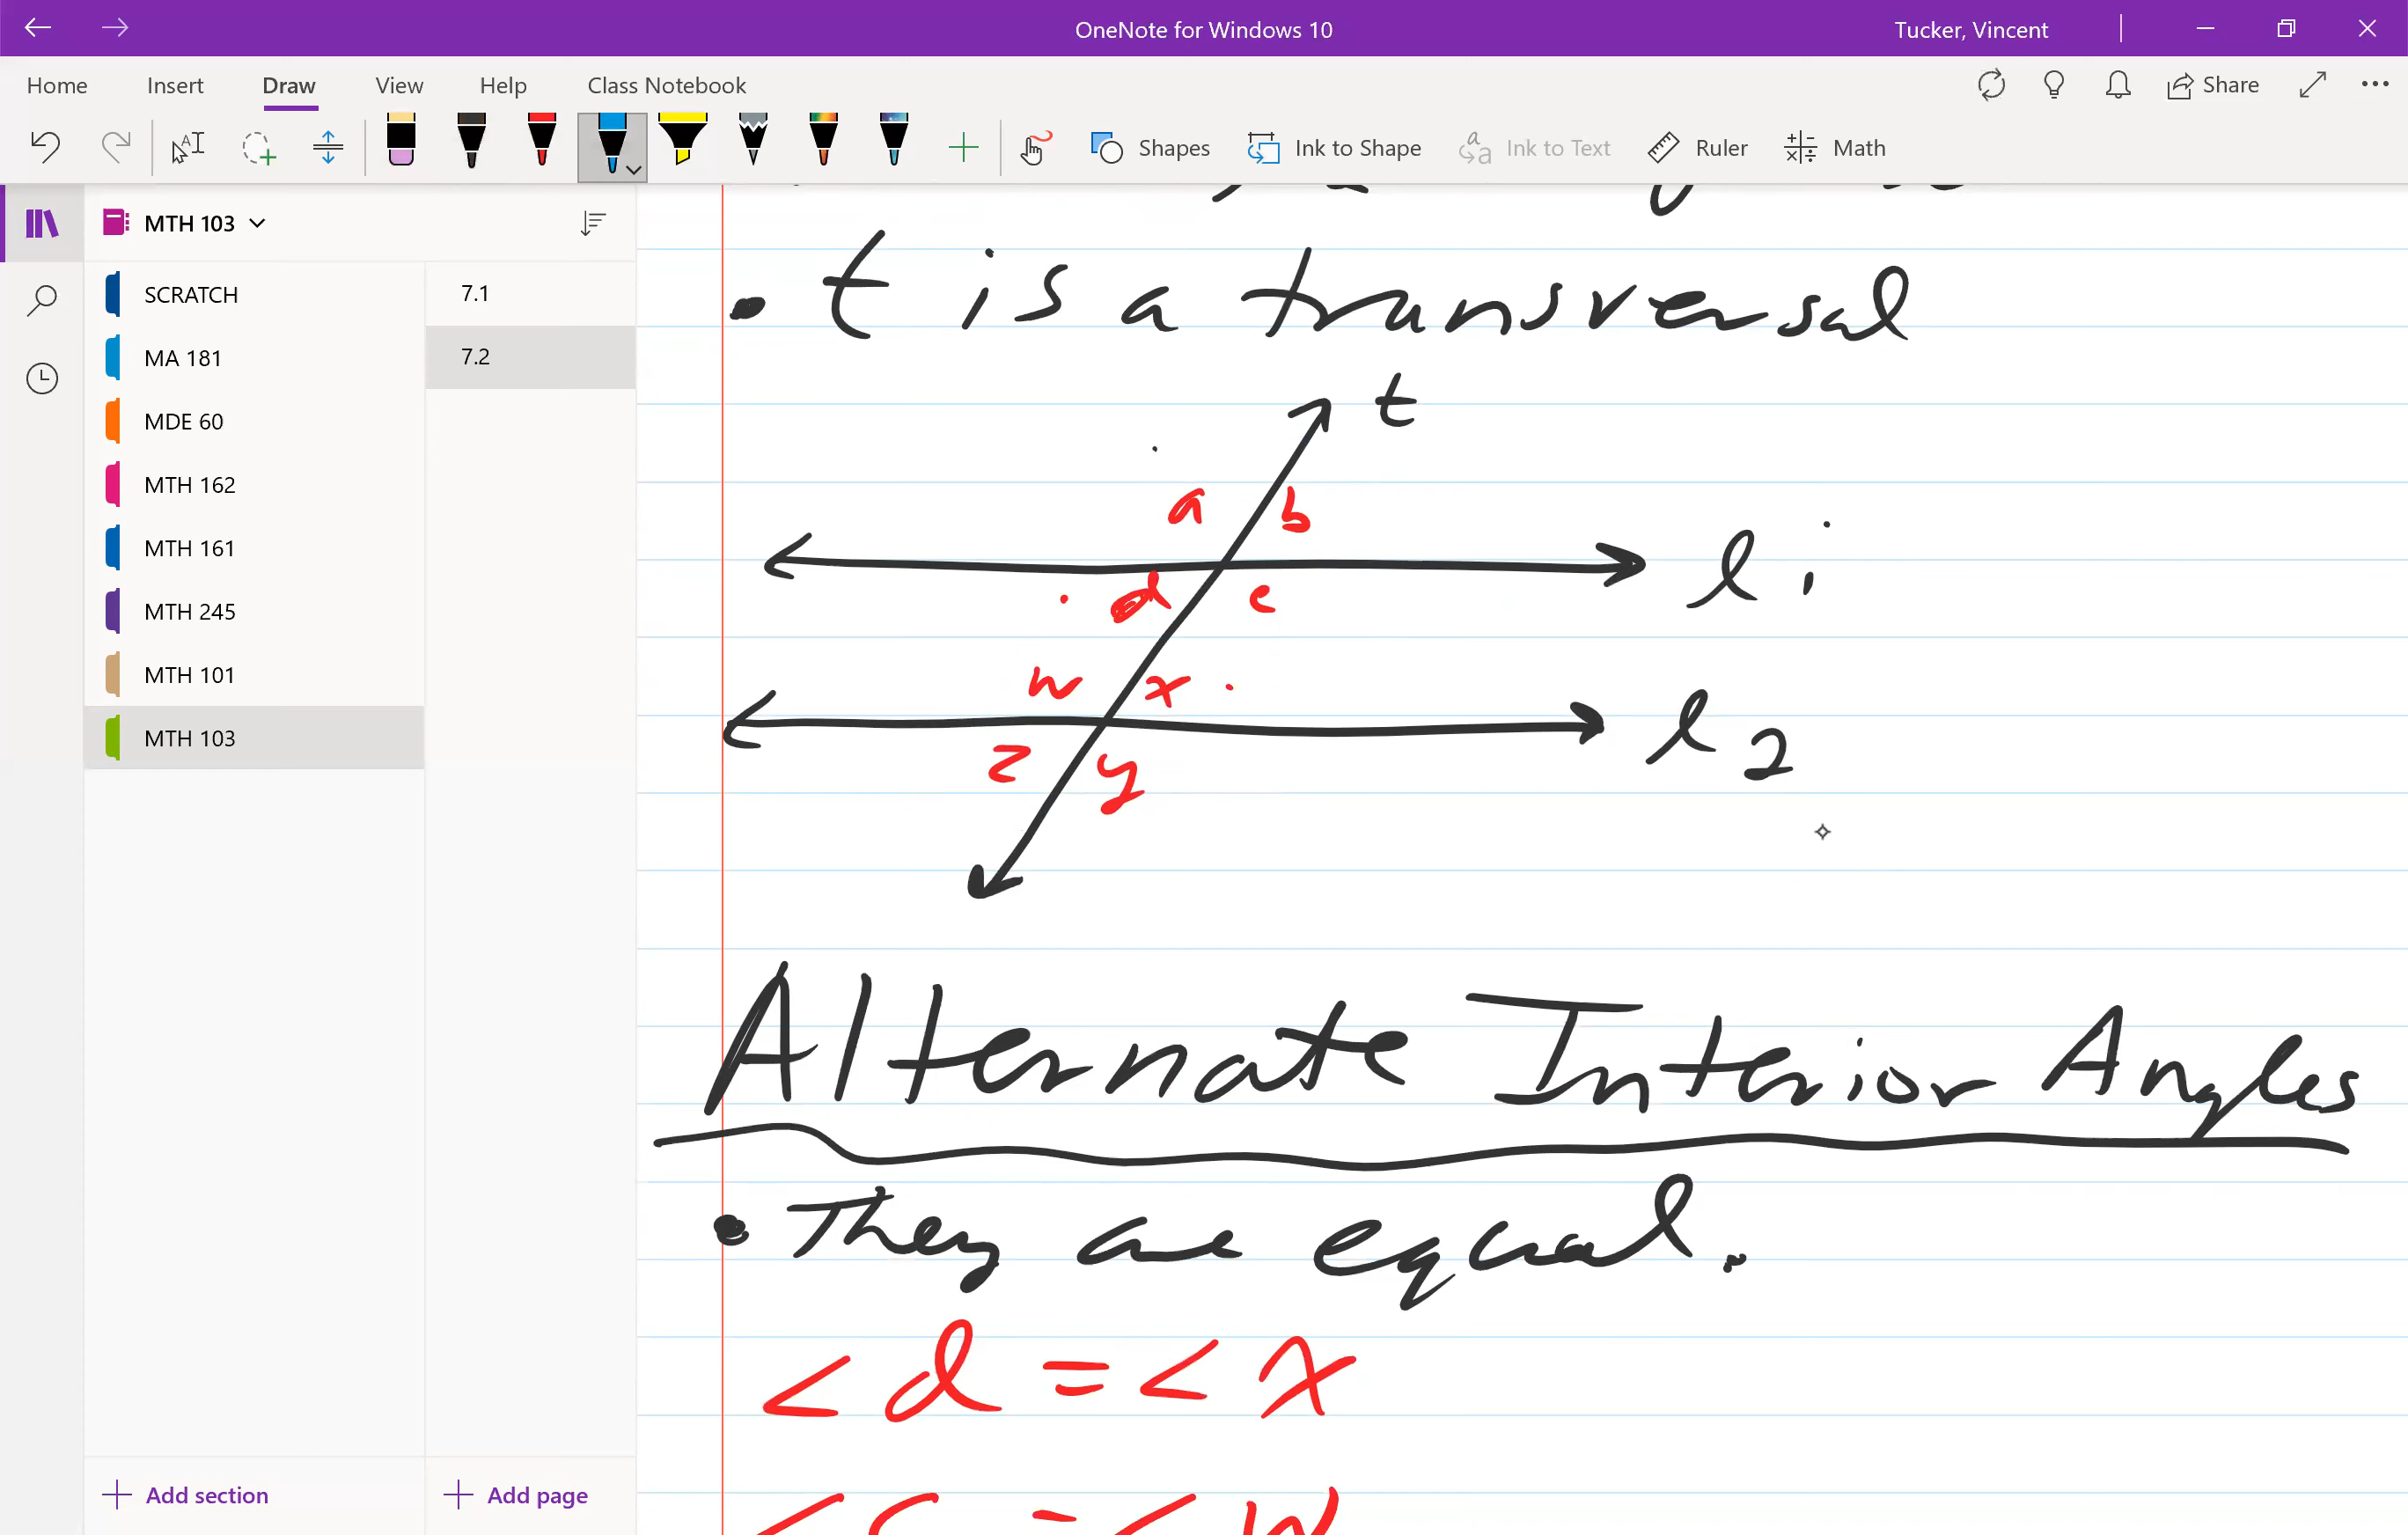 OneNote for Windows 10
Tucker, Vincent
Home Insert Draw View Help Class Notebook
Share
Shapes Ink to Shape Ink to Text Ruler Math
MTH 103
SCRATCH
MA 181
MDE 60
MTH 162
MTH 161
MTH 245
MTH 101
MTH 103
Add section
7.1
7.2
Add page
• t is a transversal
t
a b
l 1
d c
w x
l 2
z y
Alternate Interior Angles
• They are equal.
< d = < x
< c = < w